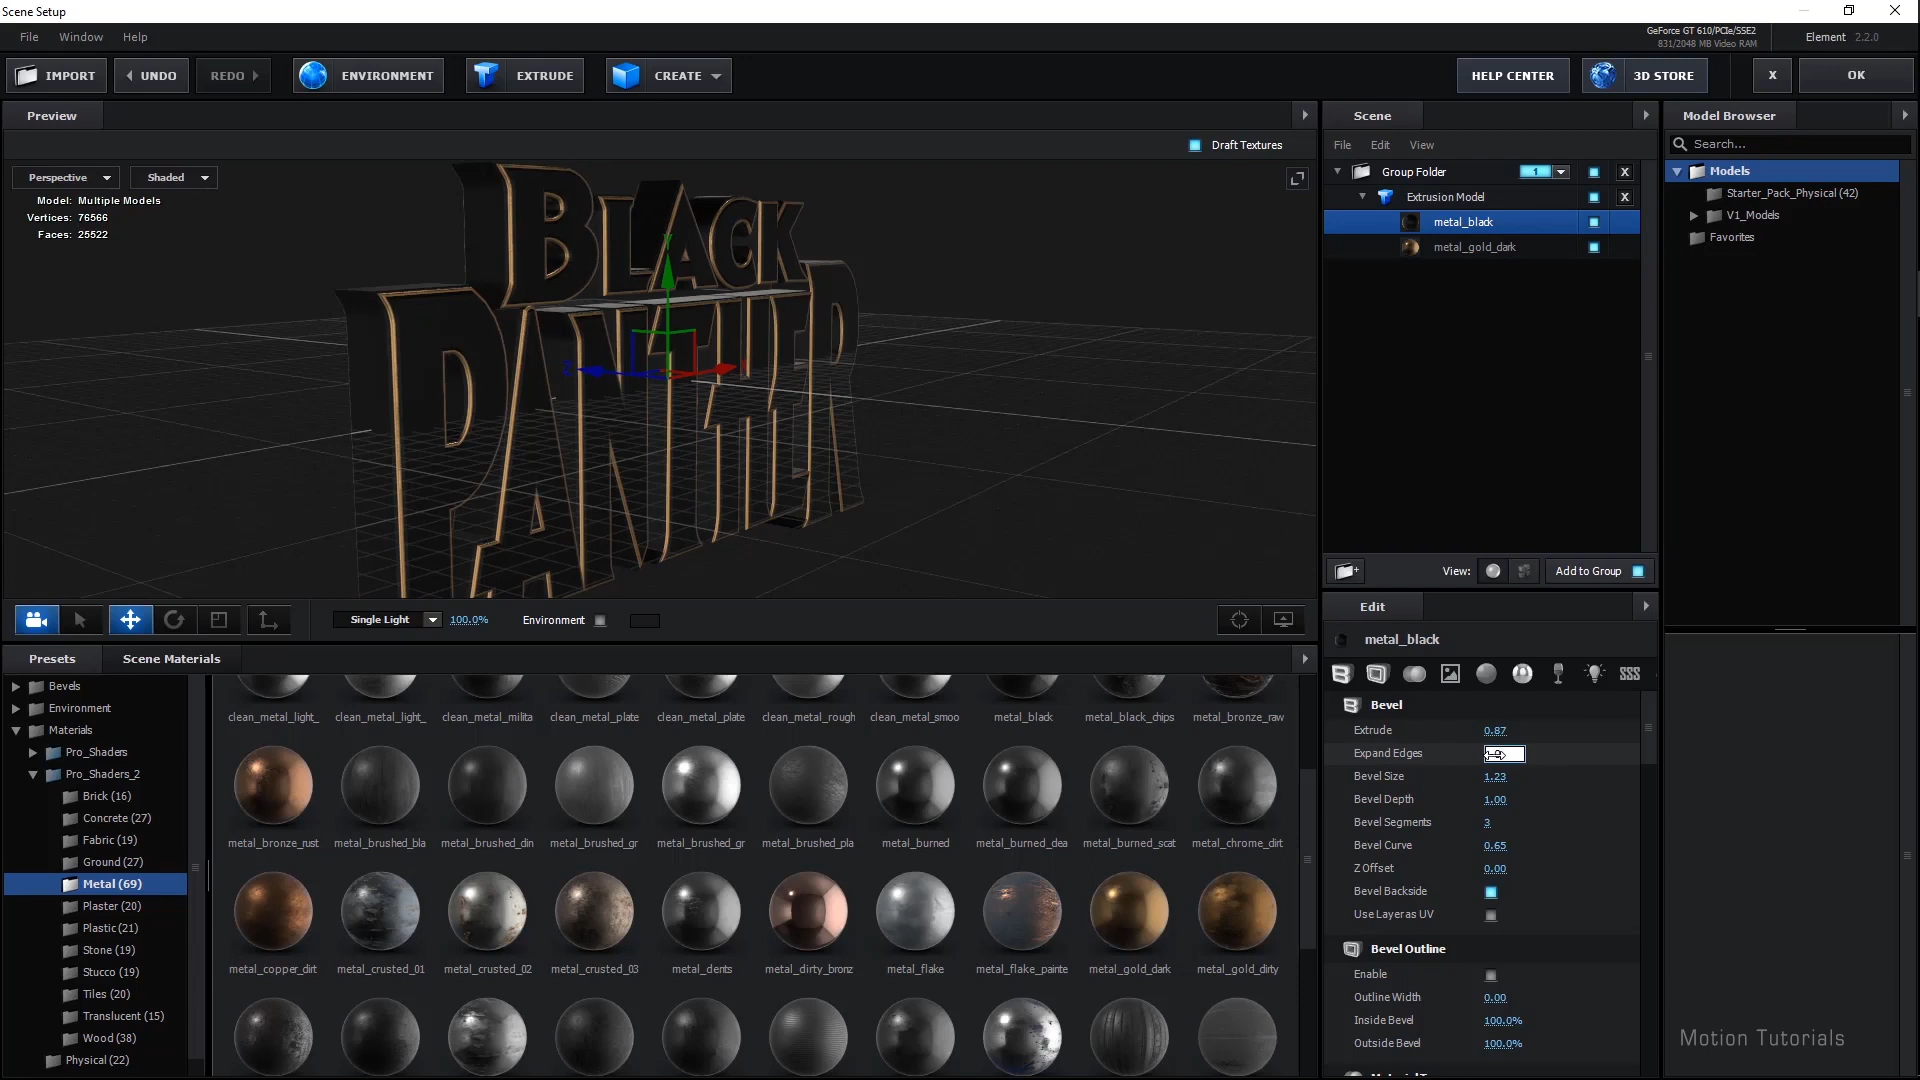 Scene Setup
File Window Help
GeForce GT 610/PCIe/SSE2
831/2048 MB Video RAM
Element 2.2.0
IMPORT UNDO REDO ENVIRONMENT EXTRUDE CREATE HELP CENTER 3D STORE X OK
Preview
Draft Textures
Perspective Shaded
Model: Multiple Models
Vertices: 76566
Faces: 25522
BLACK
PANTHER
Single Light 100.0% Environment
Scene
File Edit View
Group Folder 1 X
Extrusion Model X
metal_black
metal_gold_dark
View: Add to Group
Model Browser
Search...
Models
Starter_Pack_Physical (42)
V1_Models
Favorites
Presets Scene Materials
Bevels
Environment
Materials
Pro_Shaders
Pro_Shaders_2
Brick (16)
Concrete (27)
Fabric (19)
Ground (27)
Metal (69)
Plaster (20)
Plastic (21)
Stone (19)
Stucco (19)
Tiles (20)
Translucent (15)
Wood (38)
Physical (22)
clean_metal_light_ clean_metal_light_ clean_metal_milita clean_metal_plate clean_metal_plate clean_metal_rough clean_metal_smoo metal_black metal_black_chips metal_bronze_raw
metal_bronze_rust metal_brushed_bla metal_brushed_din metal_brushed_gr metal_brushed_gr metal_brushed_pla metal_burned metal_burned_dea metal_burned_scat metal_chrome_dirt
metal_copper_dirt metal_crusted_01 metal_crusted_02 metal_crusted_03 metal_dents metal_dirty_bronz metal_flake metal_flake_painte metal_gold_dark metal_gold_dirty
Edit
metal_black
Bevel
Extrude 0.87
Expand Edges
Bevel Size 1.23
Bevel Depth 1.00
Bevel Segments 3
Bevel Curve 0.65
Z Offset 0.00
Bevel Backside
Use Layer as UV
Bevel Outline
Enable
Outline Width 0.00
Inside Bevel 100.0%
Outside Bevel 100.0%
Motion Tutorials